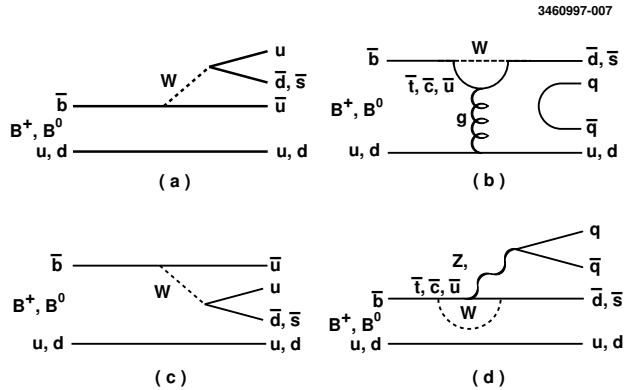 3460997-007
u
W
d̅, s̅
b̅
u̅
B⁺, B⁰
u, d
u, d
( a )
W
b̅
d̅, s̅
t̅, c̅, u̅
q
B⁺, B⁰
g
q̅
u, d
u, d
( b )
b̅
u̅
u
W
B⁺, B⁰
d̅, s̅
u, d
u, d
( c )
q
Z,
q̅
t̅, c̅, u̅
b̅
d̅, s̅
W
B⁺, B⁰
u, d
u, d
( d )